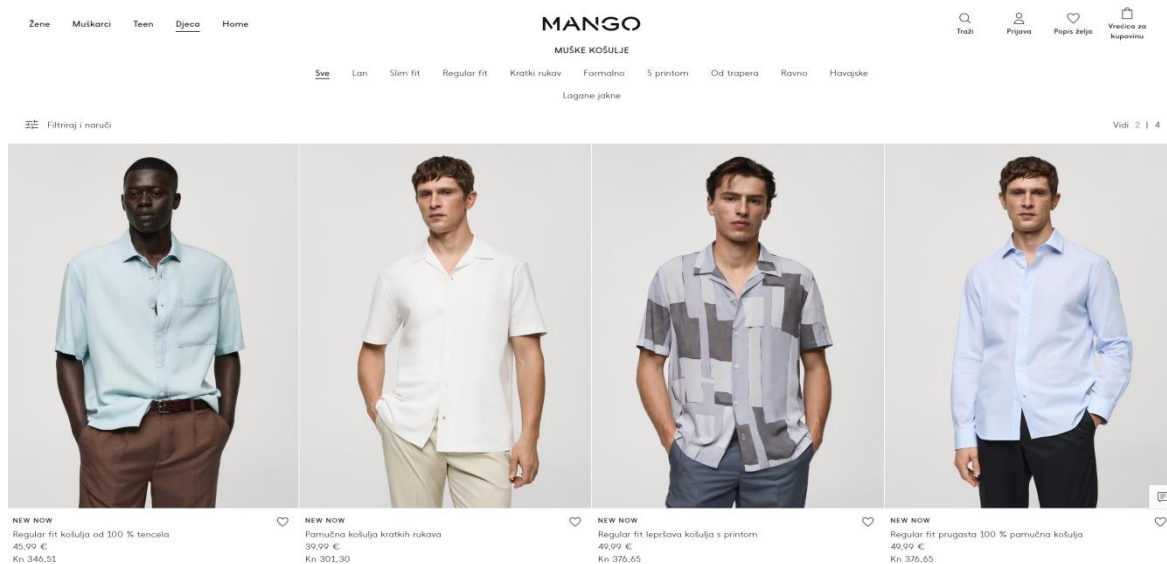 Žene Muškarci Teen Djeca Home
MANGO
Traži Prijava Popis želja Vrećica za kupovinu
MUŠKE KOŠULJE
Sve Lan Slim fit Regular fit Kratki rukav Formalno S printom Od trapera Ravno Havajske
Lagane jakne
Filtriraj i naruči
Vidi 2 | 4
NEW NOW
Regular fit košulja od 100 % tencela
45,99 €
Kn 346,51
NEW NOW
Pamučna košulja kratkih rukava
39,99 €
Kn 301,30
NEW NOW
Regular fit lepršava košulja s printom
49,99 €
Kn 376,65
NEW NOW
Regular fit prugasta 100 % pamučna košulja
49,99 €
Kn 376,65